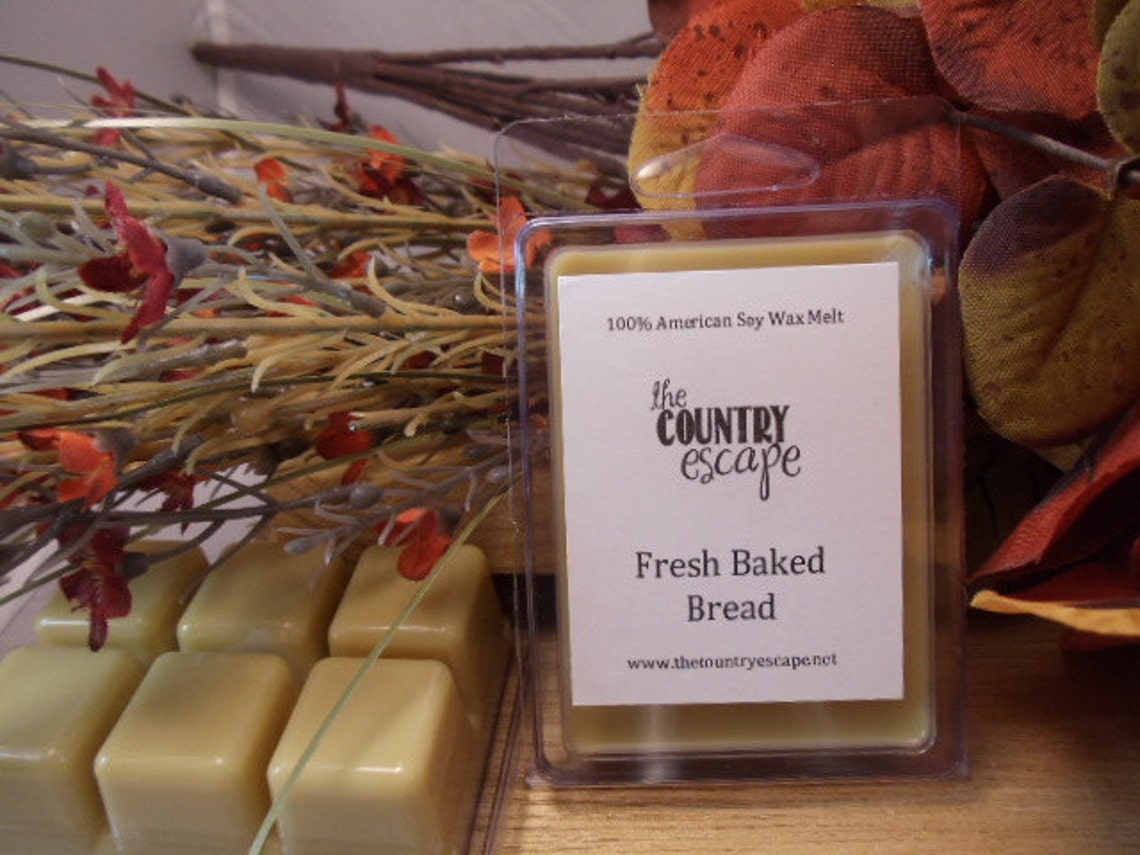 100% American Soy Wax Melt
the
COUNTRY
escape
Fresh Baked
Bread
www.thecountryescape.net